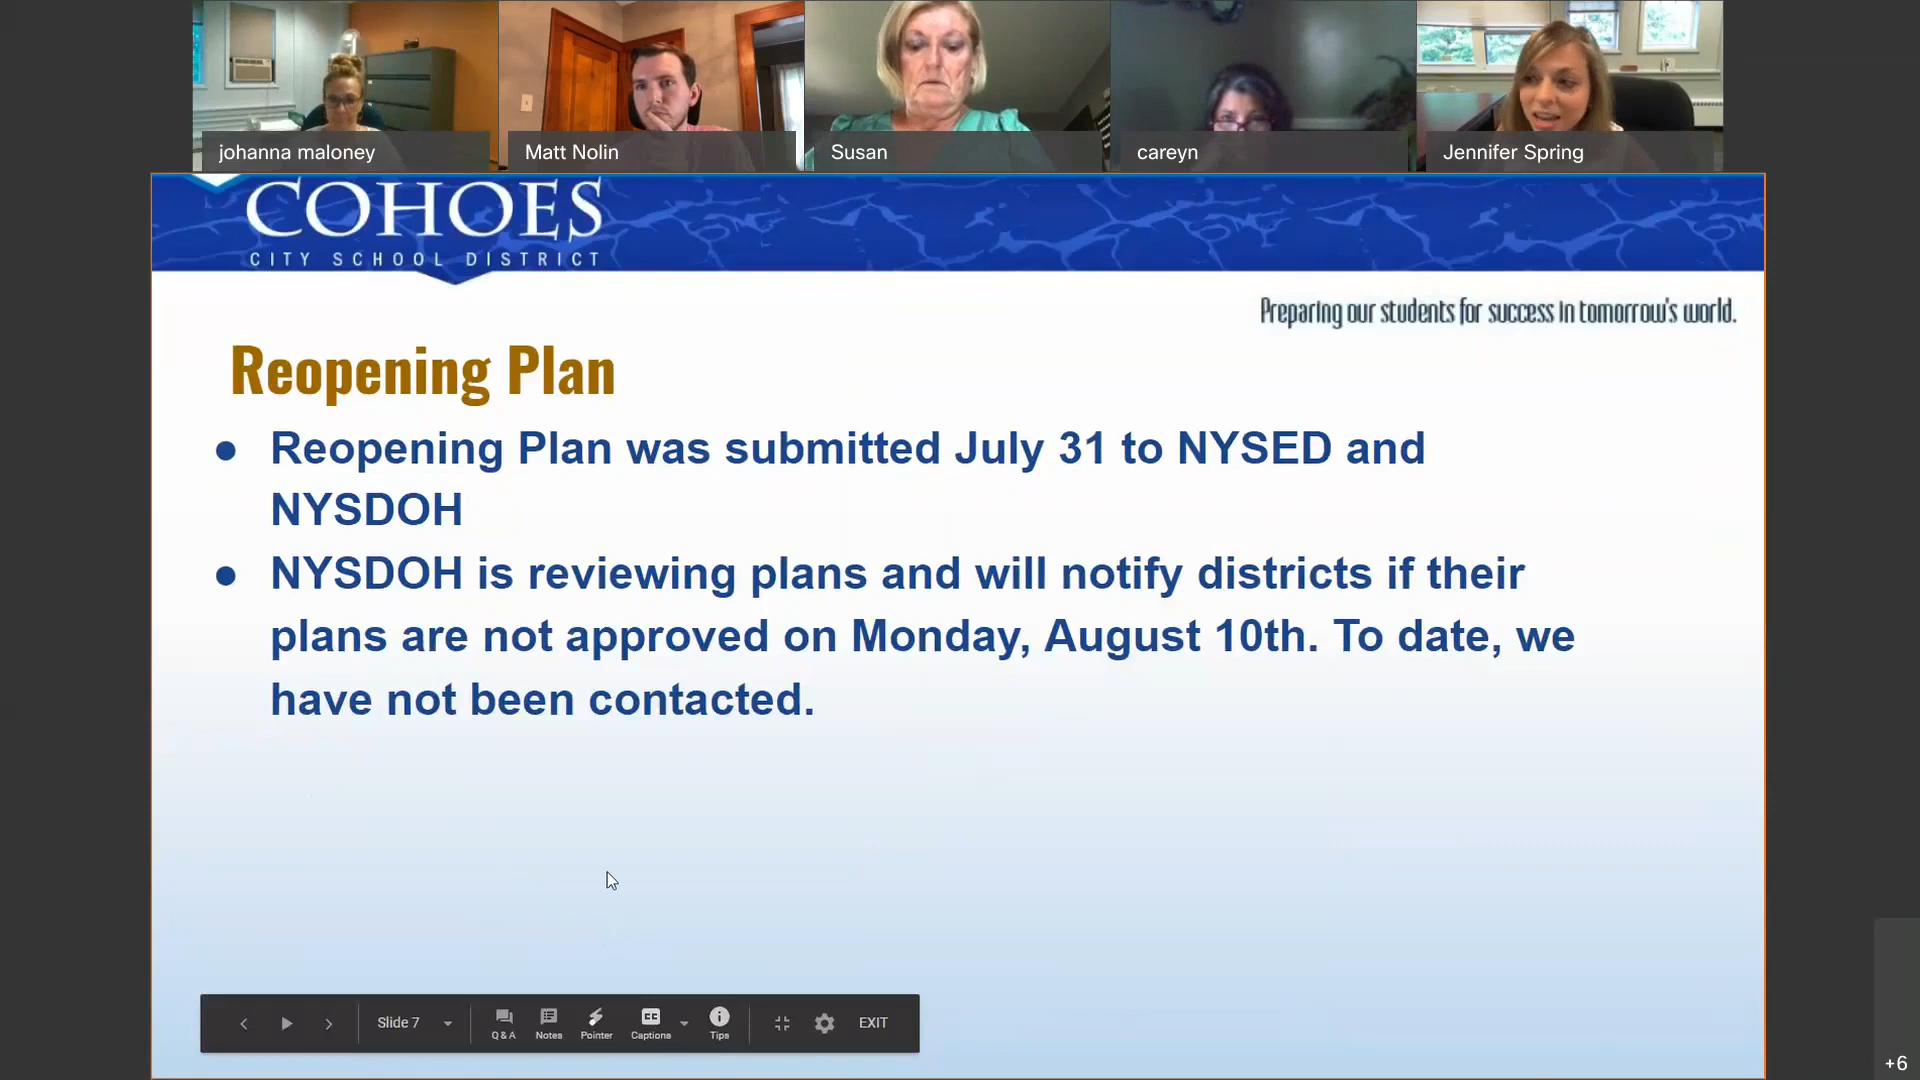 johanna maloney
Matt Nolin
Susan
careyn
Jennifer Spring
COHOES
CITY SCHOOL DISTRICT
Preparing our students for success in tomorrow's world.
Reopening Plan
● Reopening Plan was submitted July 31 to NYSED and
NYSDOH
● NYSDOH is reviewing plans and will notify districts if their
plans are not approved on Monday, August 10th. To date, we
have not been contacted.
Slide 7
Q & A
Notes
Pointer
CC
Captions
Tips
EXIT
+6